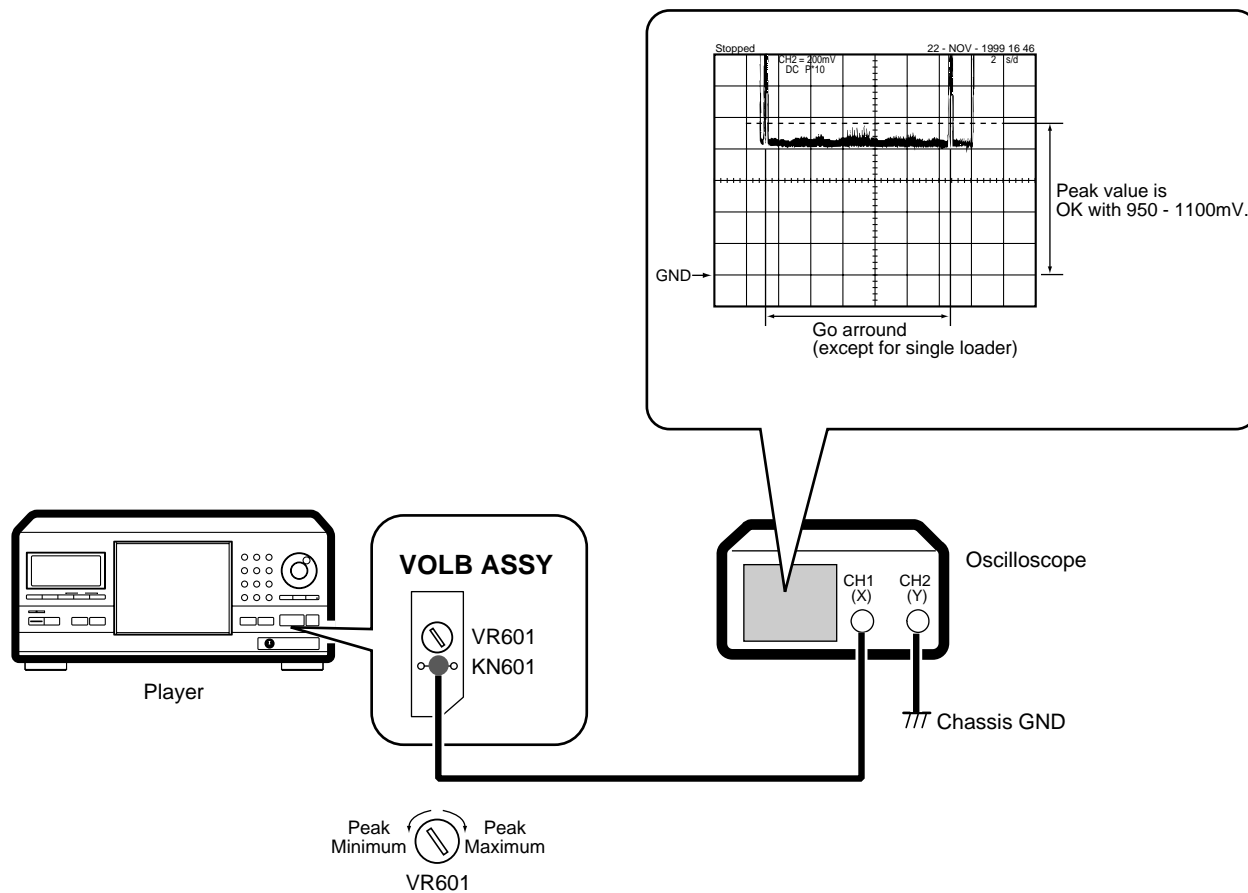 Stopped
22 - NOV - 1999 16 46
CH2 = 200mV
2 s/d
DC P*10
Peak value is
OK with 950 - 1100mV.
GND
Go arround
(except for single loader)
VOLB ASSY
VR601
KN601
Player
CH1
(X)
CH2
(Y)
Oscilloscope
Chassis GND
Peak
Minimum
Peak
Maximum
VR601